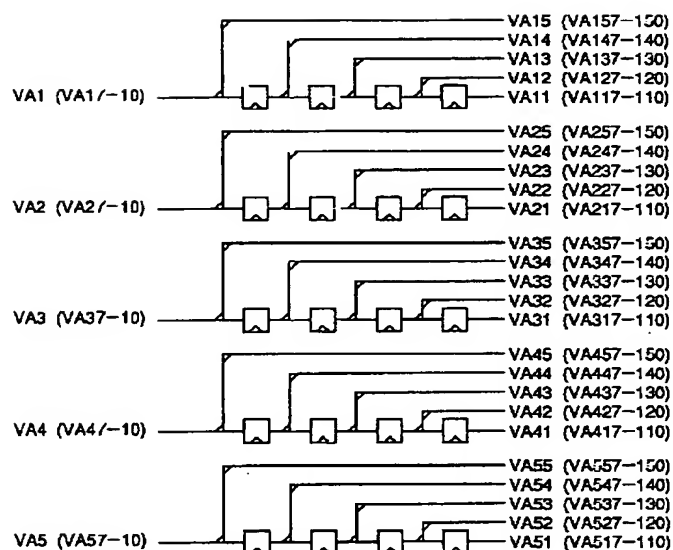 VA15 (VA157-150)
VA14 (VA147-140)
VA13 (VA137-130)
VA12 (VA127-120)
VA1 (VA17-10) VA11 (VA117-110)
VA25 (VA257-150)
VA24 (VA247-140)
VA23 (VA237-130)
VA22 (VA227-120)
VA2 (VA27-10) VA21 (VA217-110)
VA35 (VA357-150)
VA34 (VA347-140)
VA33 (VA337-130)
VA32 (VA327-120)
VA3 (VA37-10) VA31 (VA317-110)
VA45 (VA457-150)
VA44 (VA447-140)
VA43 (VA437-130)
VA42 (VA427-120)
VA4 (VA47-10) VA41 (VA417-110)
VA55 (VA557-150)
VA54 (VA547-140)
VA53 (VA537-130)
VA52 (VA527-120)
VA5 (VA57-10) VA51 (VA517-110)